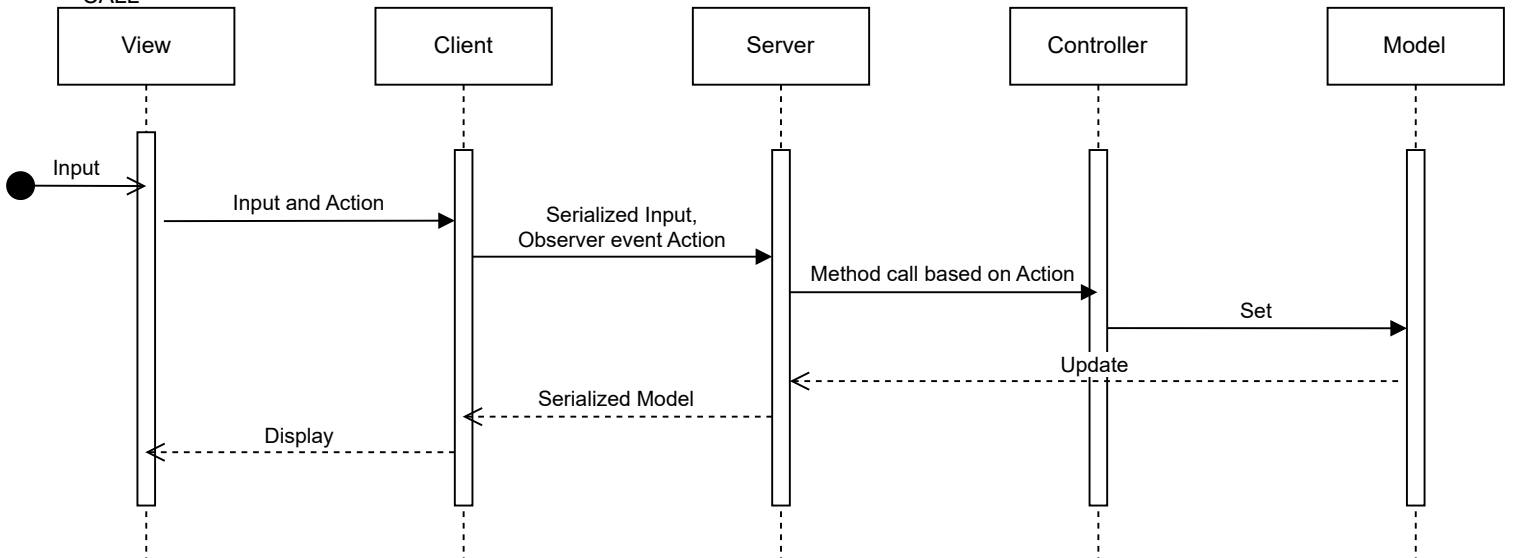 View
Client
Server
Controller
Model
Input
Input and Action
Serialized Input,
Observer event Action
Method call based on Action
Set
Update
Serialized Model
Display